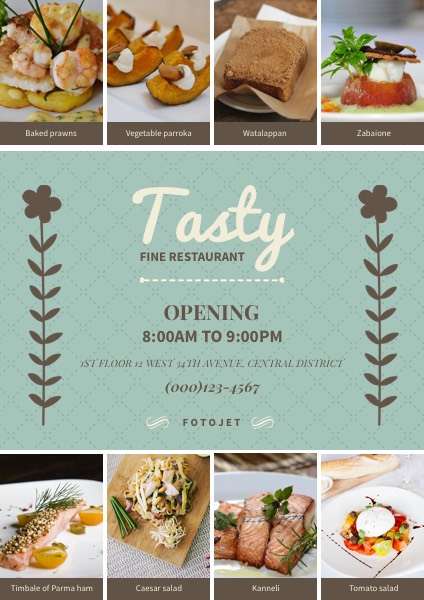 Baked prawns
Vegetable parroka
Watalappan
Zabaione
Tasty
FINE RESTAURANT
OPENING
8:00AM TO 9:00PM
1ST FLOOR 12 WEST 34TH AVENUE, CENTRAL DISTRICT
(000)123-4567
FOTOJET
Timbale of Parma ham
Caesar salad
Kanneli
Tomato salad